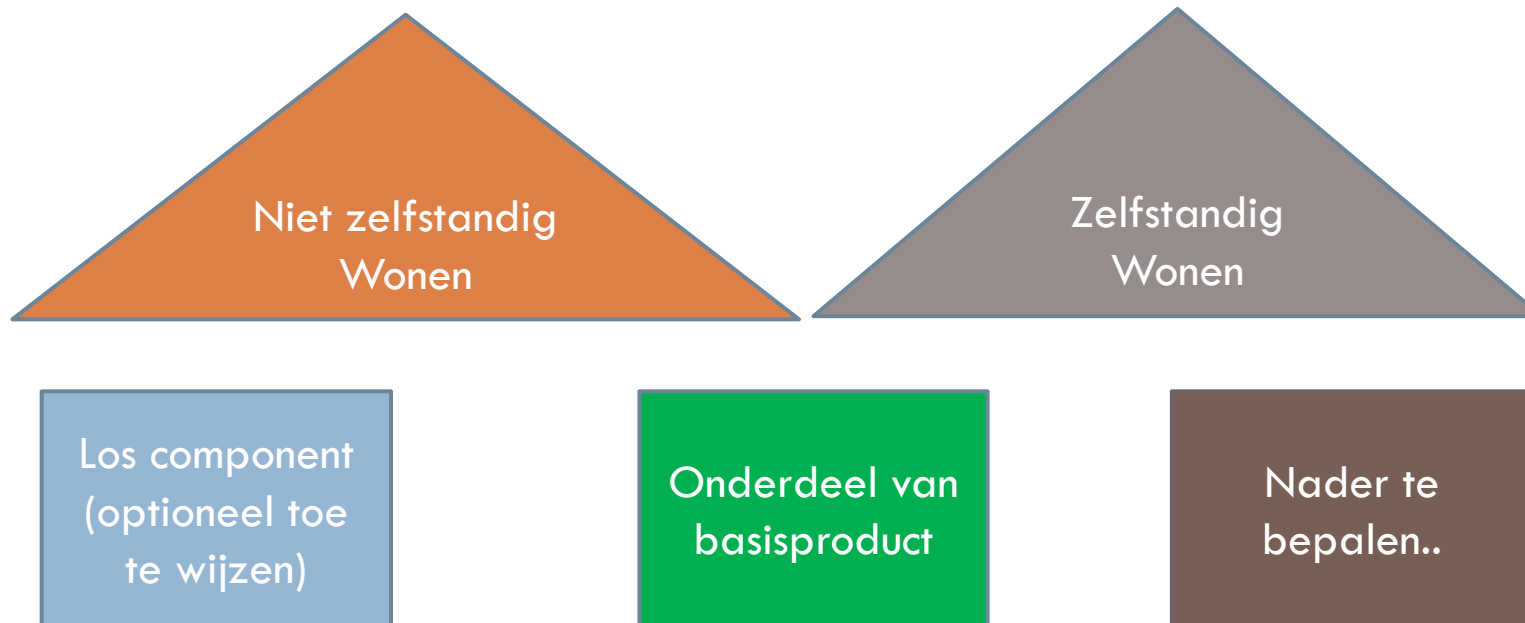 Niet zelfstandig
Wonen
Zelfstandig
Wonen
Los component
(optioneel toe
te wijzen)
Onderdeel van
basisproduct
Nader te
bepalen..